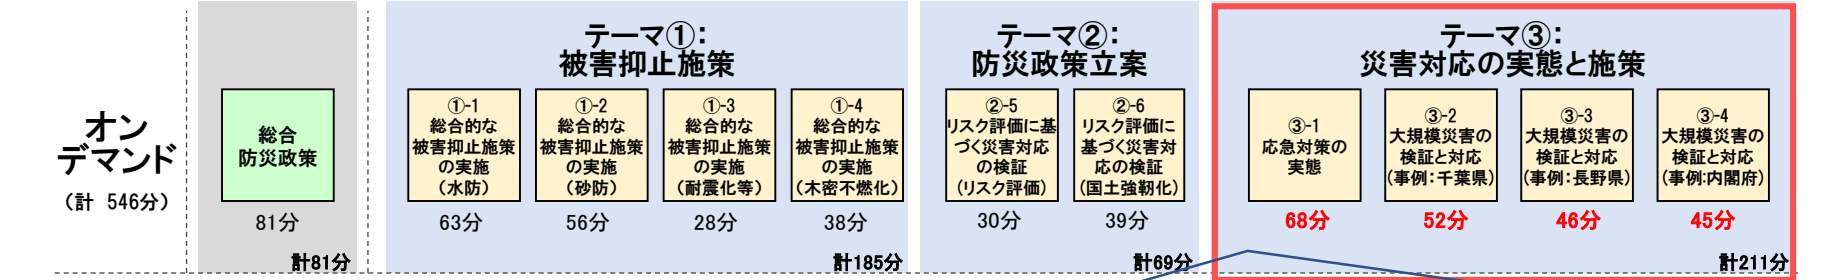 オン
デマンド
（計 546分）
総合
防災政策
81分
計81分
テーマ①：
被害抑止施策
①-1
総合的な
被害抑止施策
の実施
（水防）
63分
①-2
総合的な
被害抑止施策
の実施
（砂防）
56分
①-3
総合的な
被害抑止施策
の実施
（耐震化等）
28分
①-4
総合的な
被害抑止施策
の実施
（木密不燃化）
38分
計185分
テーマ②：
防災政策立案
②-5
リスク評価に基
づく災害対応
の検証
（リスク評価）
30分
②-6
リスク評価に
基づく災害対
応の検証
（国土強靭化）
39分
計69分
テーマ③：
災害対応の実態と施策
③-1
応急対策の
実態
68分
③-2
大規模災害の
検証と対応
（事例：千葉県）
52分
③-3
大規模災害の
検証と対応
（事例：長野県）
46分
③-4
大規模災害の
検証と対応
（事例:内閣府）
45分
計211分